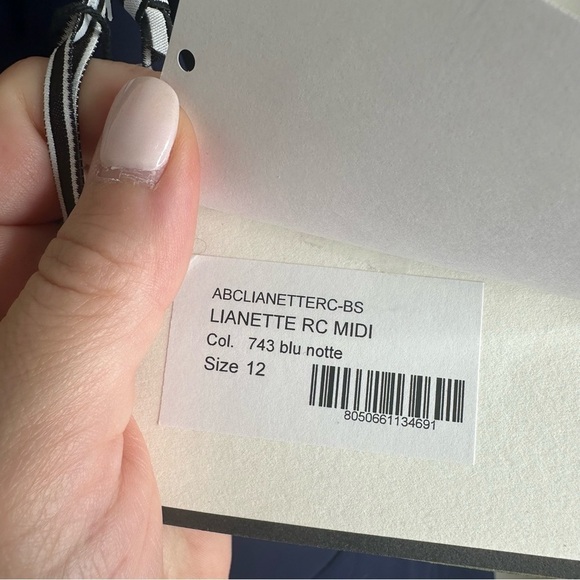 ABCLIANETTERC-BS
LIANETTE RC MIDI
Col. 743 blu notte
Size 12
8050661134691